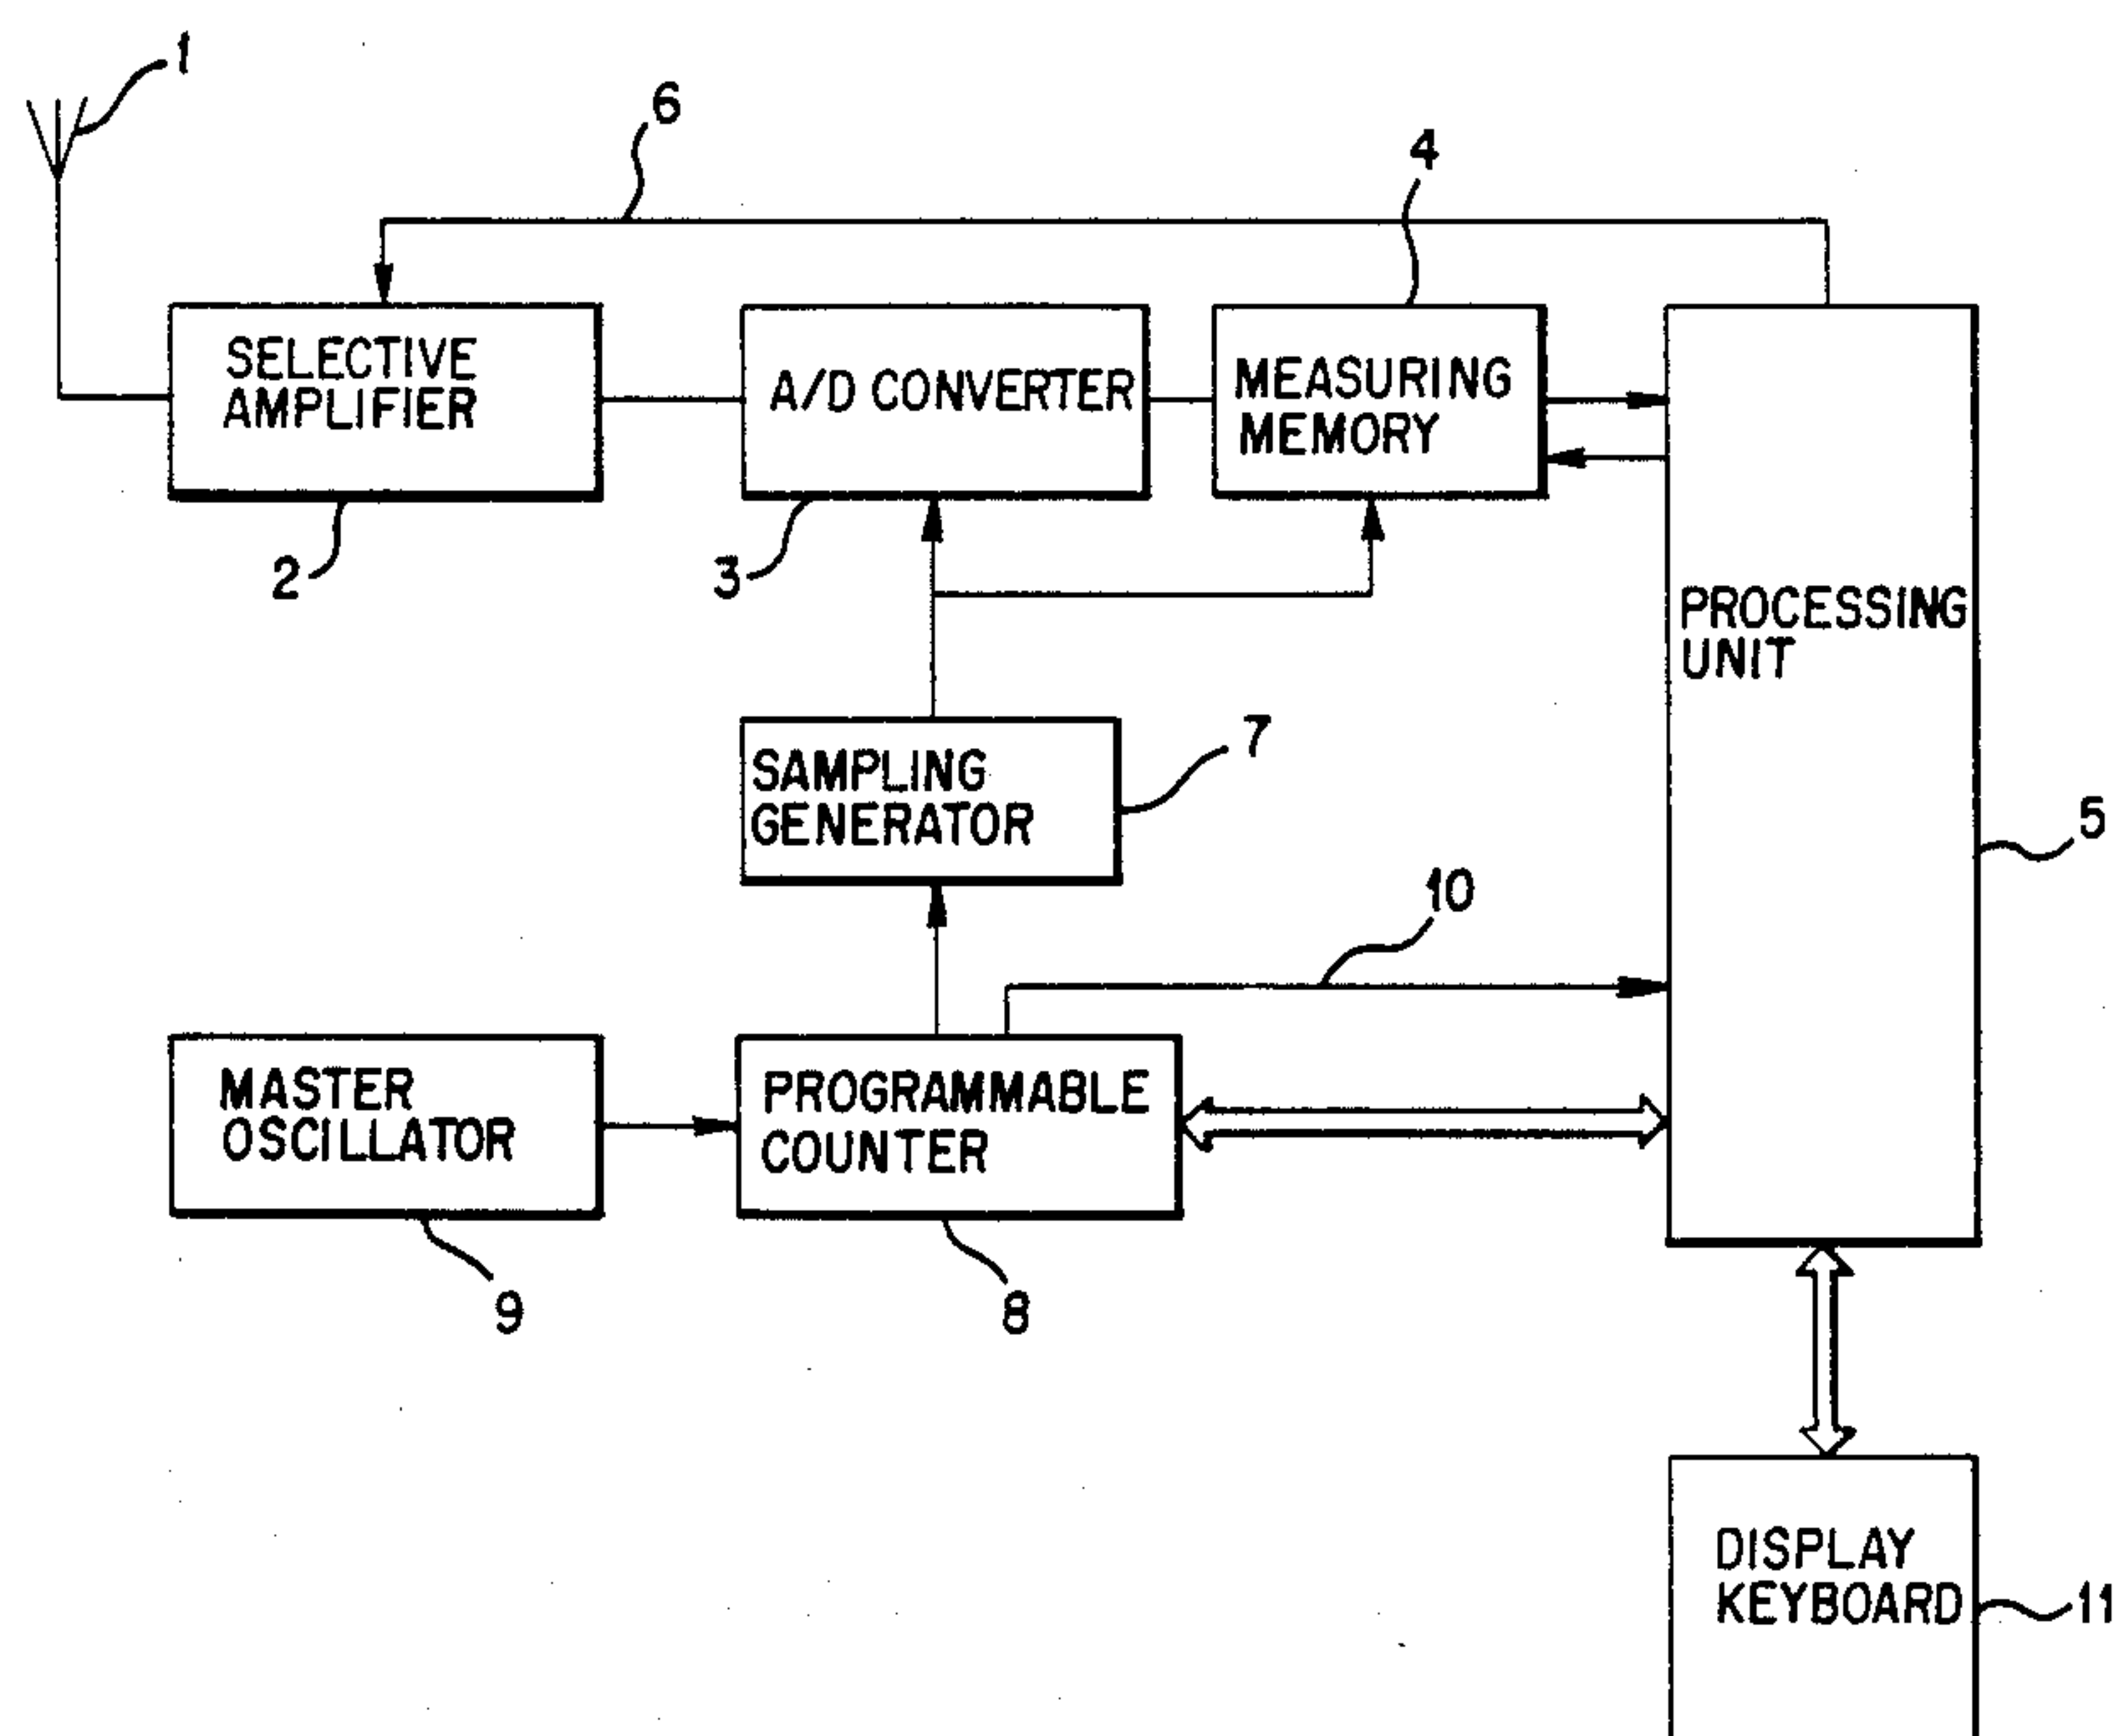 1
6
4
SELECTIVE
AMPLIFIER
A/D CONVERTER
MEASURING
MEMORY
2
3
PROCESSING
UNIT
SAMPLING
GENERATOR
7
5
10
MASTER
OSCILLATOR
PROGRAMMABLE
COUNTER
9
8
DISPLAY
KEYBOARD
11